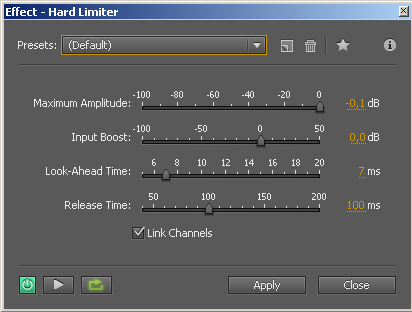 Effect - Hard Limiter
Presets: (Default)
-100 -80 -60 -40 -20 0
Maximum Amplitude: -0,1 dB
-100 -50 0 50
Input Boost: 0,0 dB
6 8 10 12 14 16 18 20
Look-Ahead Time: 7 ms
50 100 150 200
Release Time: 100 ms
Link Channels
Apply Close